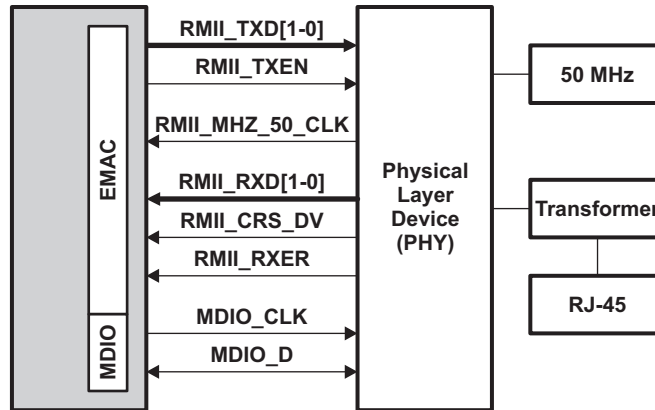 RMII_TXD[1-0]
RMII_TXEN
RMII_MHZ_50_CLK
RMII_RXD[1-0]
RMII_CRS_DV
RMII_RXER
MDIO_CLK
MDIO_D
EMAC
MDIO
Physical
Layer
Device
(PHY)
50 MHz
Transformer
RJ-45